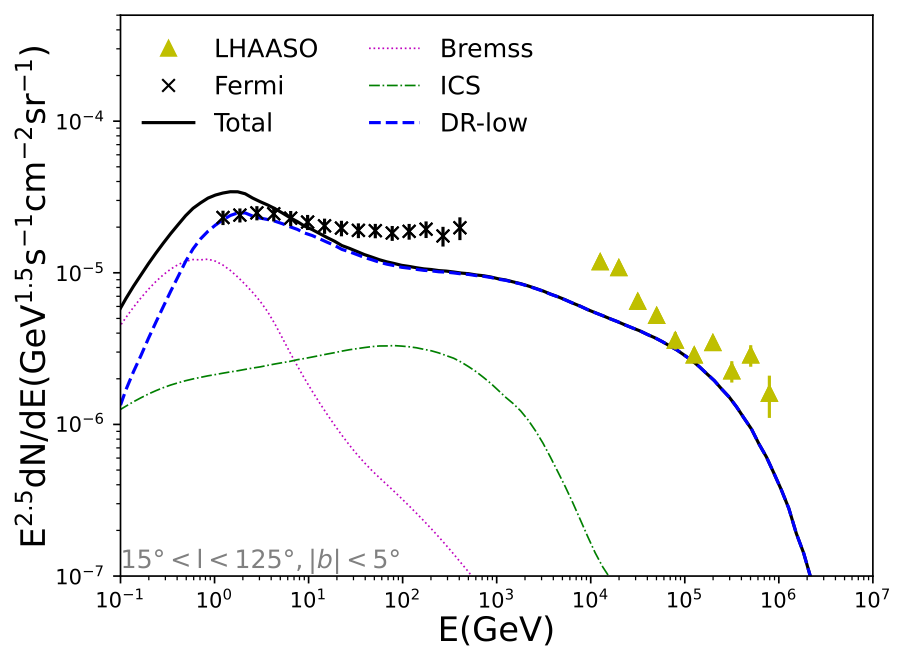 LHAASO
Fermi
Total
Bremss
ICS
DR-low
E^2.5dN/dE(GeV^1.5s^−1cm^−2sr^−1)
10^−4
10^−5
10^−6
10^−7
15° < l < 125°, |b| < 5°
10^−1 10^0 10^1 10^2 10^3 10^4 10^5 10^6 10^7
E(GeV)